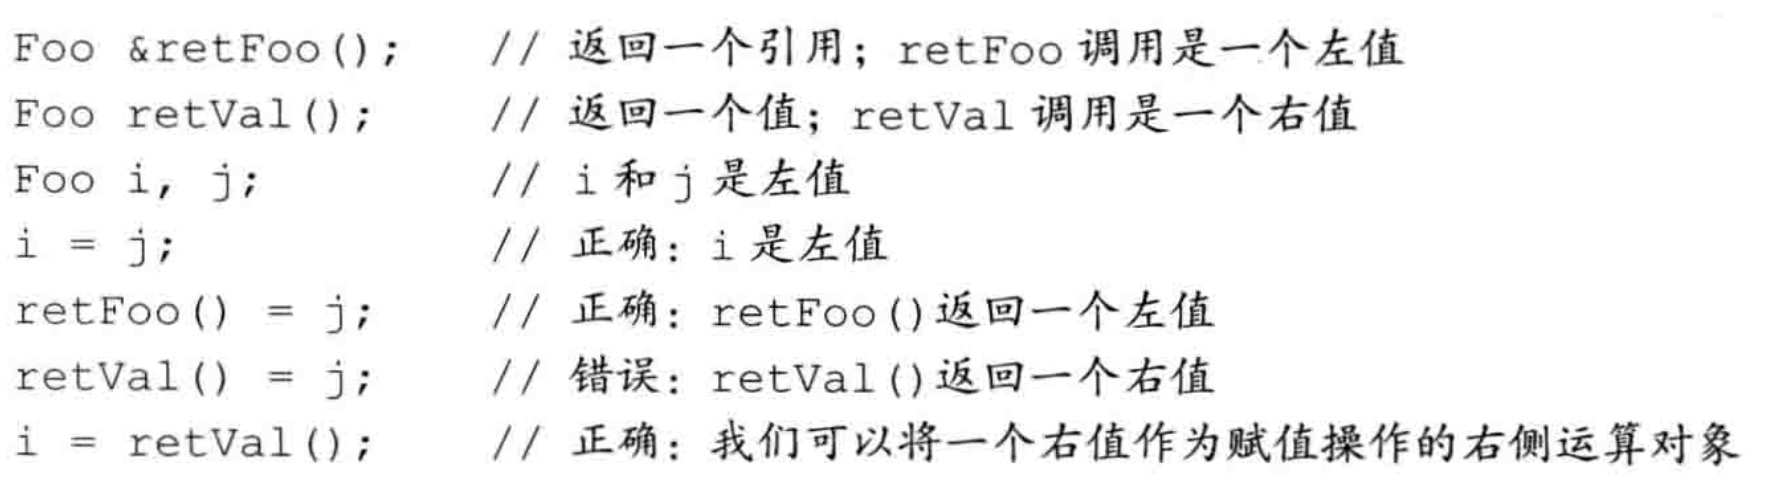 Foo &retFoo();   // 返回一个引用；retFoo 调用是一个左值
Foo retVal();    // 返回一个值；retVal 调用是一个右值
Foo i, j;        // i 和 j 是左值
i = j;           // 正确：i 是左值
retFoo() = j;    // 正确：retFoo()返回一个左值
retVal() = j;    // 错误：retVal()返回一个右值
i = retVal();    // 正确：我们可以将一个右值作为赋值操作的右侧运算对象